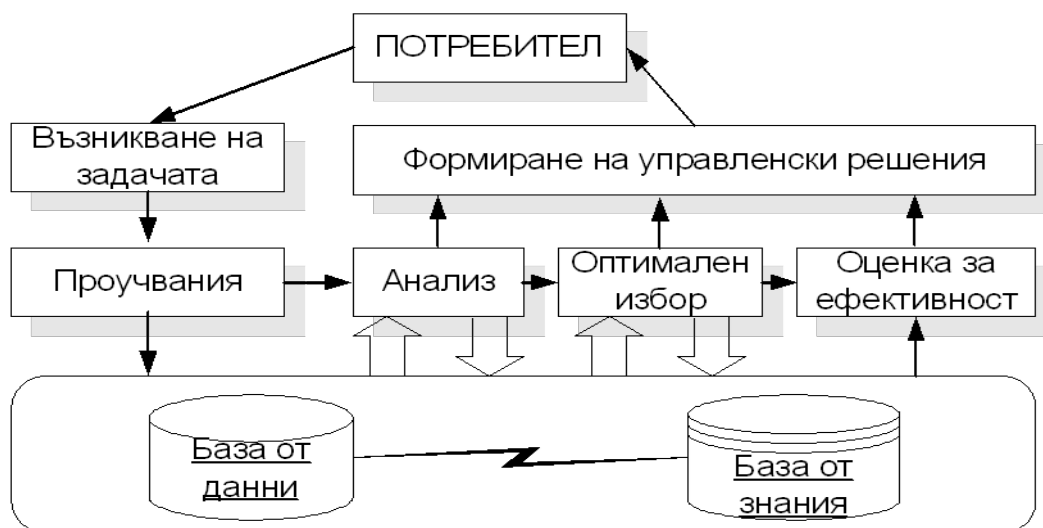 ПОТРЕБИТЕЛ
Възникване на
задачата
Формиране на управленски решения
Проучвания
Анализ
Оптимален
избор
Оценка за
ефективност
База от
данни
База от
знания